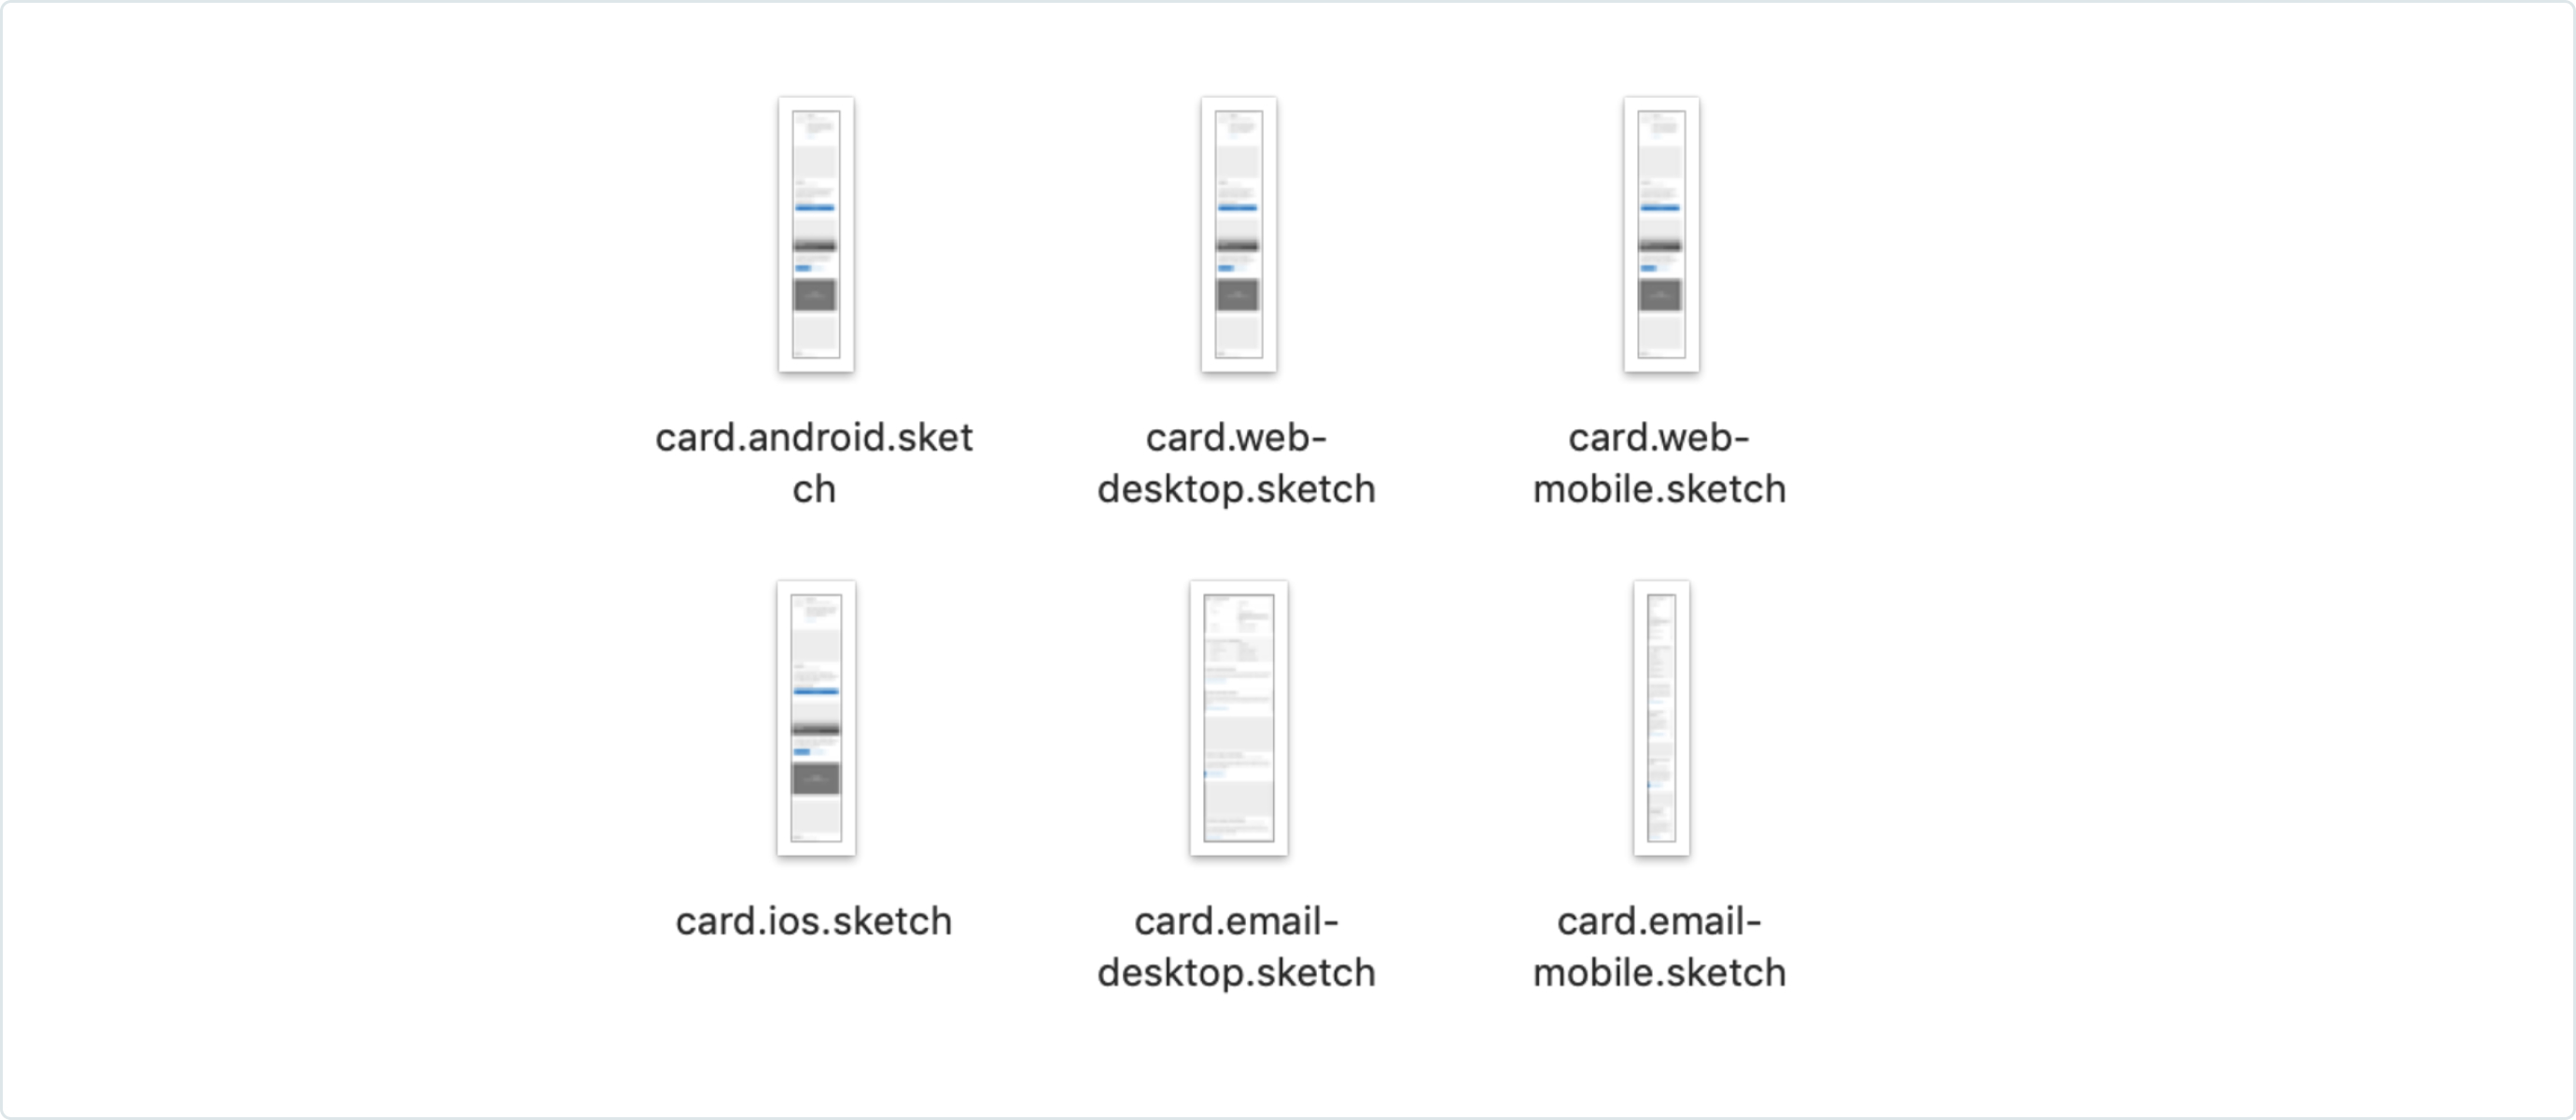 card.android.sket
ch
card.web-
desktop.sketch
card.web-
mobile.sketch
card.ios.sketch
card.email-
desktop.sketch
card.email-
mobile.sketch